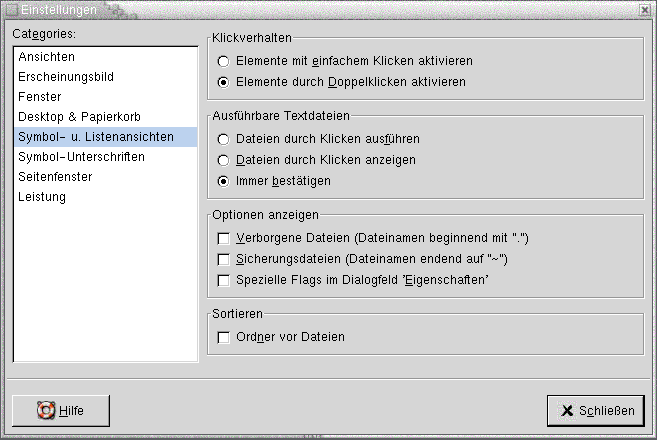 Einstellungen
Categories:
Ansichten
Erscheinungsbild
Fenster
Desktop & Papierkorb
Symbol- u. Listenansichten
Symbol-Unterschriften
Seitenfenster
Leistung
Klickverhalten
Elemente mit einfachem Klicken aktivieren
Elemente durch Doppelklicken aktivieren
Ausführbare Textdateien
Dateien durch Klicken ausführen
Dateien durch Klicken anzeigen
Immer bestätigen
Optionen anzeigen
Verborgene Dateien (Dateinamen beginnend mit ".")
Sicherungsdateien (Dateinamen endend auf "~")
Spezielle Flags im Dialogfeld 'Eigenschaften'
Sortieren
Ordner vor Dateien
Hilfe
Schließen